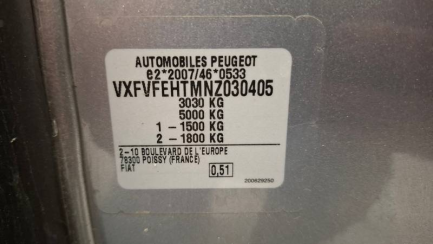 AUTOMOBILES PEUGEOT
e2*2007/46*0533
VXFVFEHTMNZ030405
3030 KG
5000 KG
1 - 1500 KG
2 - 1800 KG
2-10 BOULEVARD DE L'EUROPE
78300 POISSY (FRANCE)
FIAT
0,51